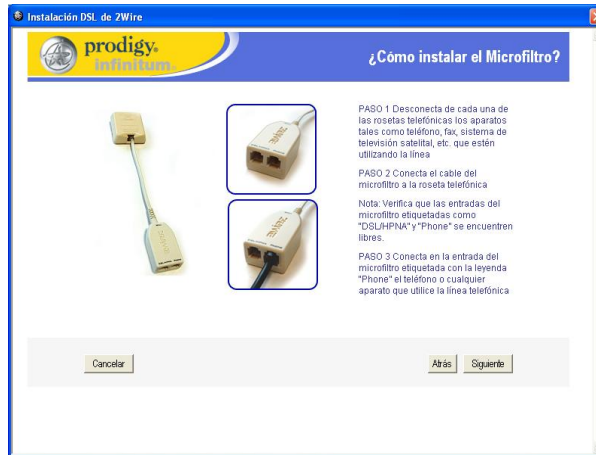 Instalación DSL de 2Wire
prodigy
infinitum
¿Cómo instalar el Microfiltro?
PASO 1 Desconecta de cada una de
las rosetas telefónicas los aparatos
tales como teléfono, fax, sistema de
televisión satelital, etc. que estén
utilizando la línea
PASO 2 Conecta el cable del
microfiltro a la roseta telefónica
Nota: Verifica que las entradas del
microfiltro etiquetadas como
"DSL/HPNA" y "Phone" se encuentren
libres.
PASO 3 Conecta en la entrada del
microfiltro etiquetada con la leyenda
"Phone" el teléfono o cualquier
aparato que utilice la línea telefónica
2WIRE
2WIRE
2WIRE
Cancelar
Atrás
Siguiente